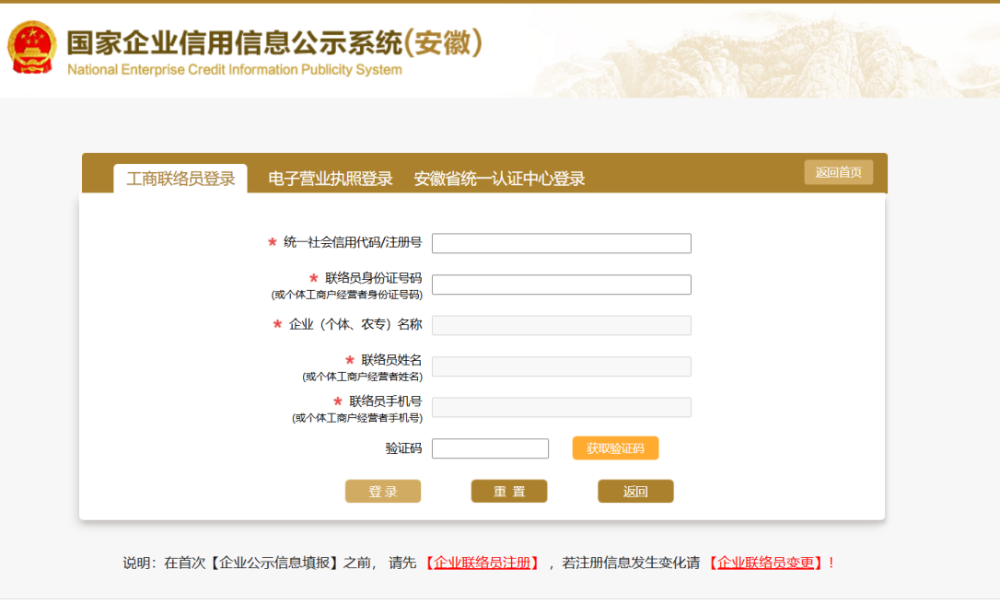 国家企业信用信息公示系统(安徽)
National Enterprise Credit Information Publicity System
工商联络员登录 电子营业执照登录 安徽省统一认证中心登录 返回首页
* 统一社会信用代码/注册号
* 联络员身份证号码
(或个体工商户经营者身份证号码)
* 企业（个体、农专）名称
* 联络员姓名
(或个体工商户经营者姓名)
* 联络员手机号
(或个体工商户经营者手机号)
验证码 获取验证码
登 录 重 置 返回
说明：在首次【企业公示信息填报】之前， 请先 【企业联络员注册】 ，若注册信息发生变化请 【企业联络员变更】！